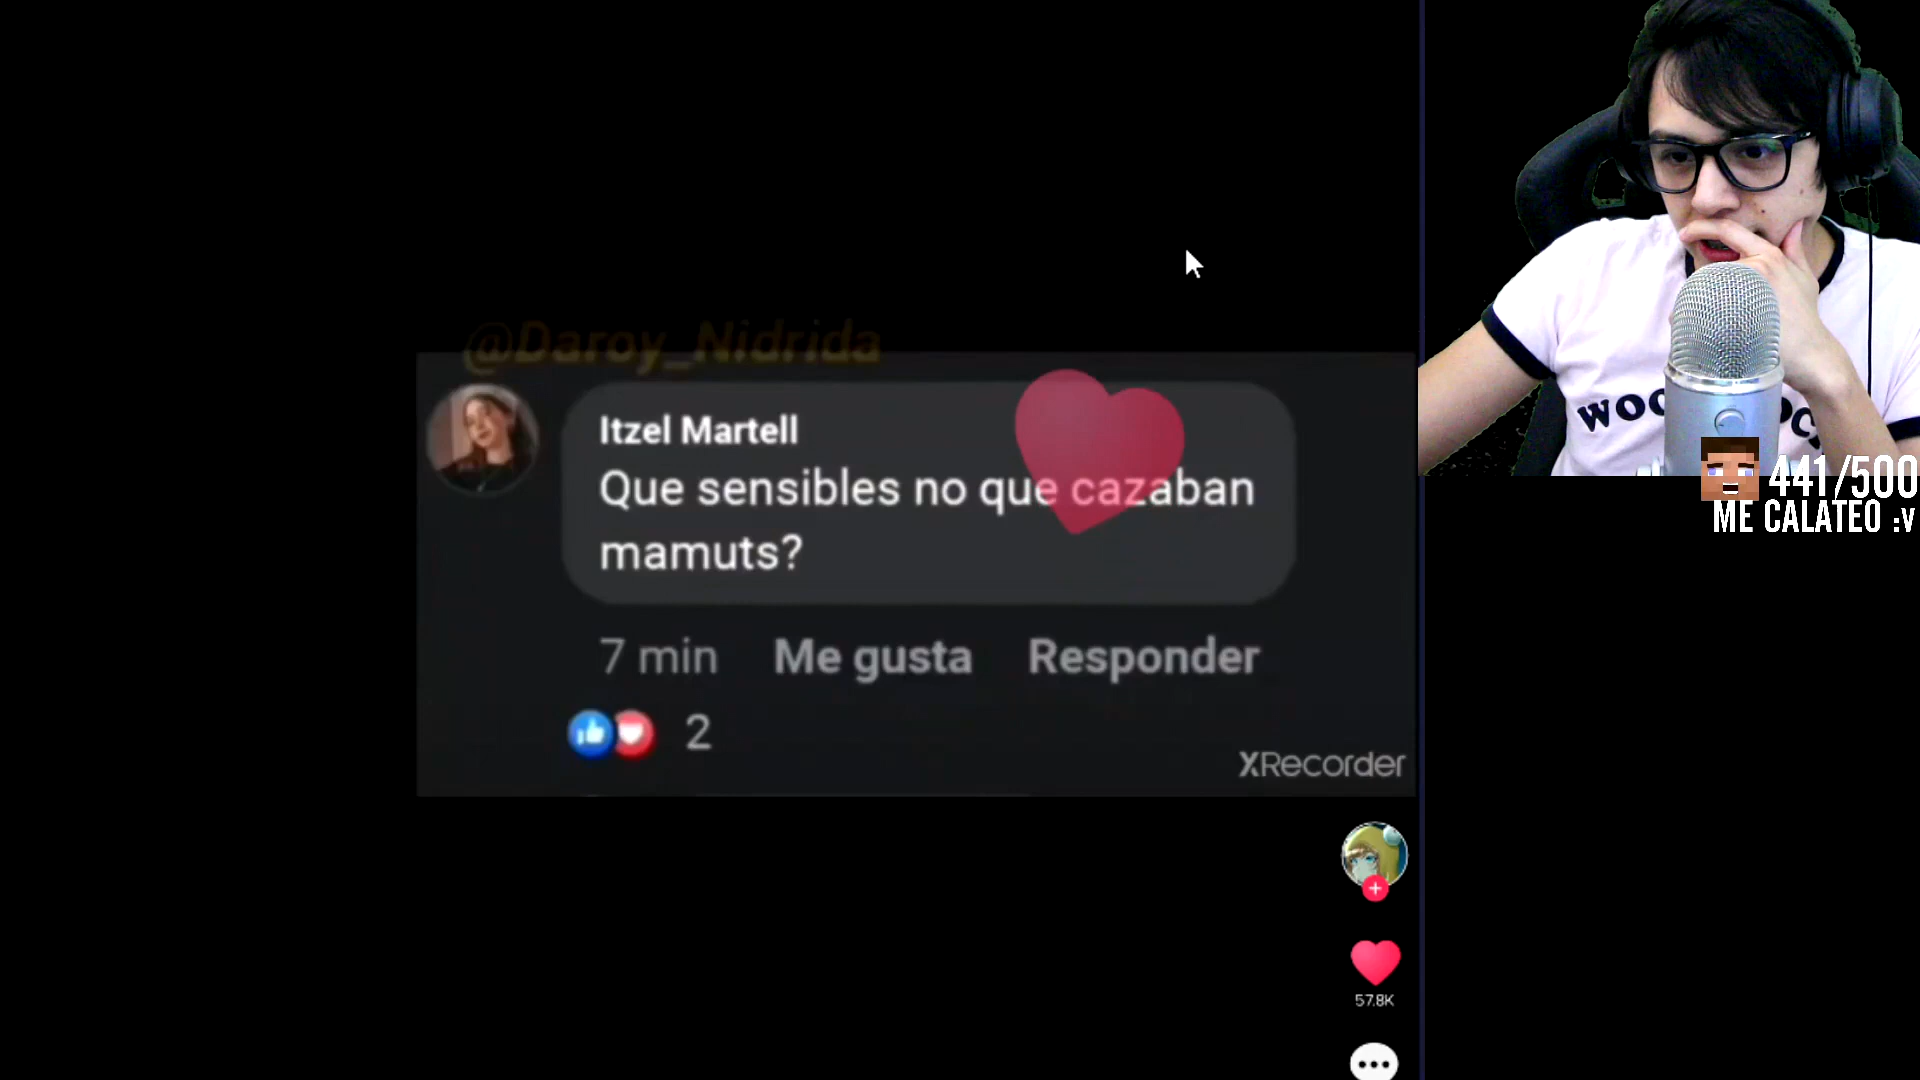 @Daroy_Nidrida
Itzel Martell
Que sensibles no que cazaban
mamuts?
7 min Me gusta Responder
2
XRecorder
57.8K
441/500
ME CALATEO :v